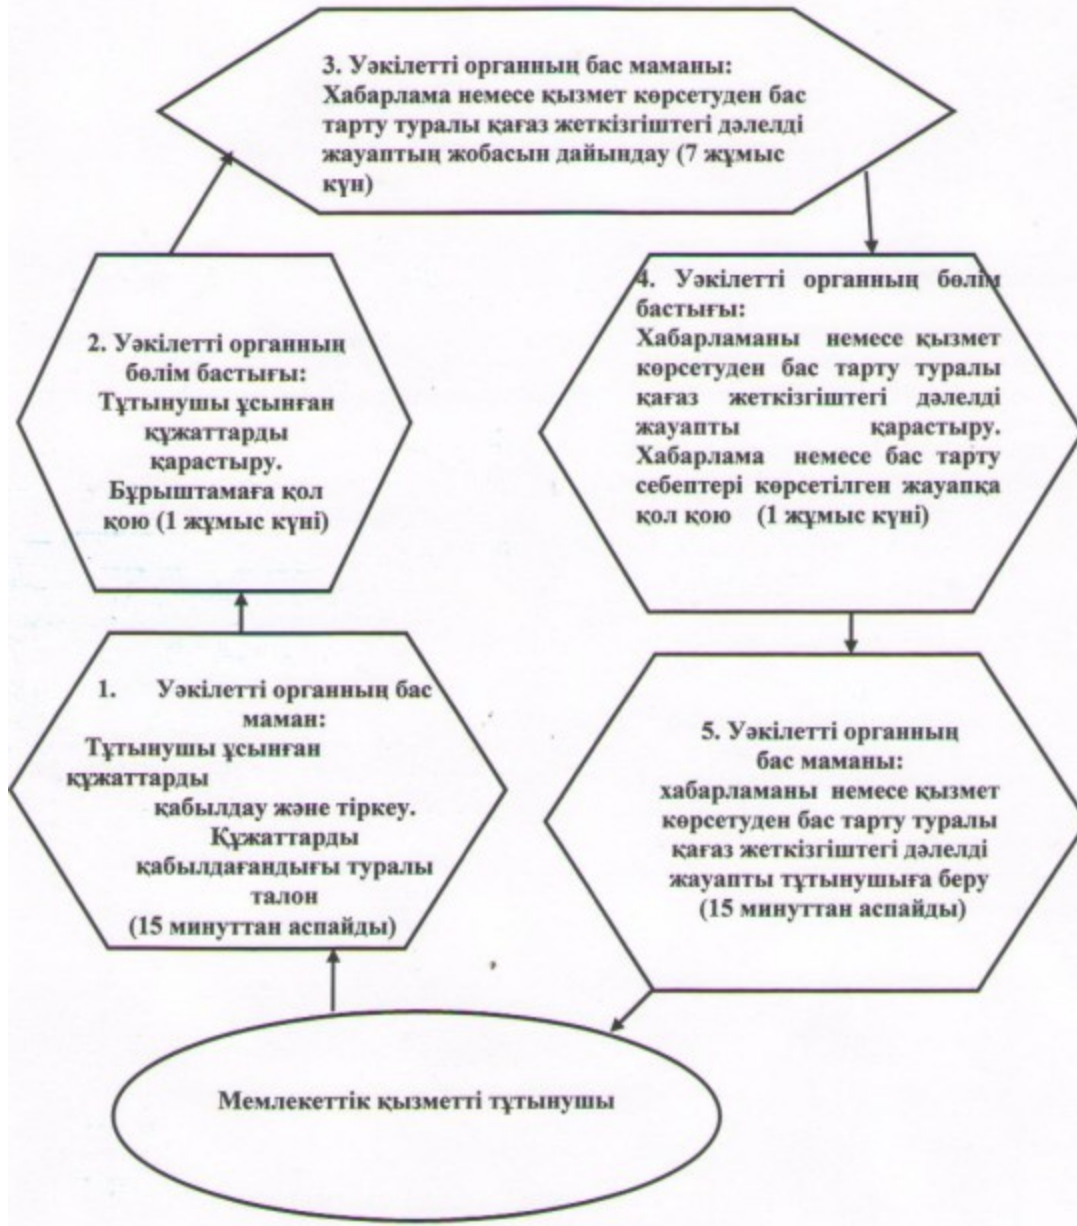 3. Уәкілетті органның бас маманы:
Хабарлама немесе қызмет көрсетуден бас
тарту туралы қағаз жеткізгіштегі дәлелді
жауаптың жобасын дайындау (7 жұмыс
күн)
2. Уәкілетті органның
бөлім бастығы:
Тұтынушы ұсынған
құжаттарды
қарастыру.
Бұрыштамаға қол
қою (1 жұмыс күні)
4. Уәкілетті органның бөлім
бастығы:
Хабарламаны немесе қызмет
көрсетуден бас тарту туралы
қағаз жеткізгіштегі дәлелді
жауапты қарастыру.
Хабарлама немесе бас тарту
себептері көрсетілген жауапқа
қол қою (1 жұмыс күні)
1. Уәкілетті органның бас
маман:
Тұтынушы ұсынған
құжаттарды
қабылдау және тіркеу.
Құжаттарды
қабылдағандығы туралы
талон
(15 минуттан аспайды)
5. Уәкілетті органның
бас маманы:
хабарламаны немесе қызмет
көрсетуден бас тарту туралы
қағаз жеткізгіштегі дәлелді
жауапты тұтынушыға беру
(15 минуттан аспайды)
Мемлекеттік қызметті тұтынушы